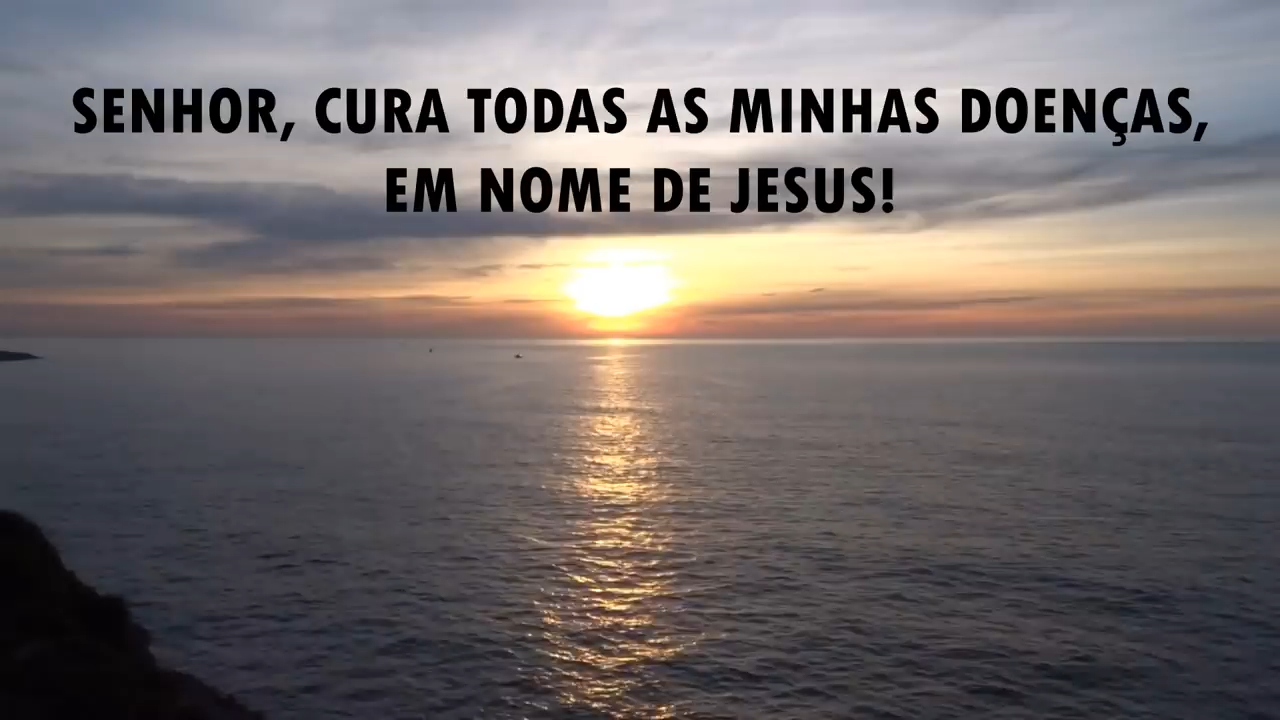 SENHOR, CURA TODAS AS MINHAS DOENÇAS,
EM NOME DE JESUS!